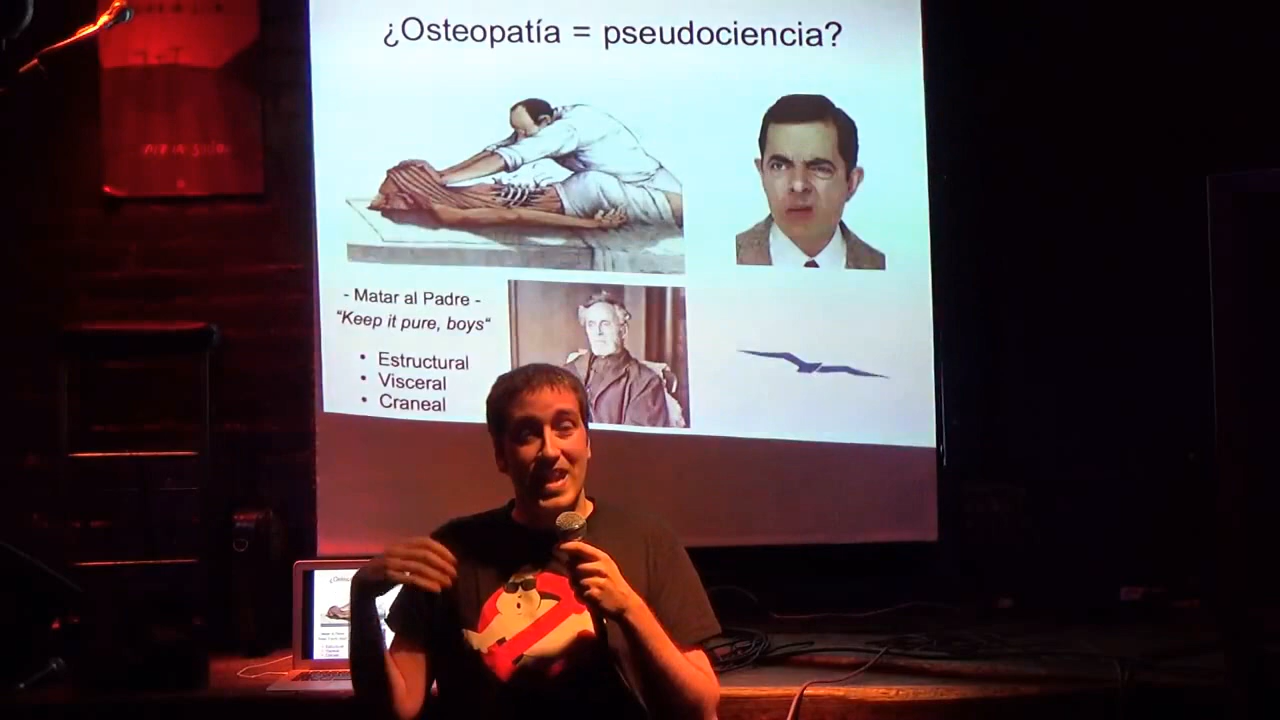 ¿Osteopatía = pseudociencia?
- Matar al Padre -
“Keep it pure, boys“
• Estructural
• Visceral
• Craneal